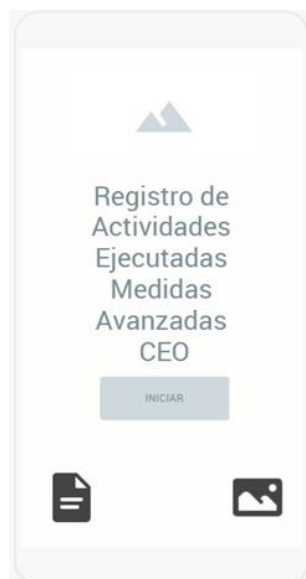 Registro de
Actividades
Ejecutadas
Medidas
Avanzadas
CEO
INICIAR